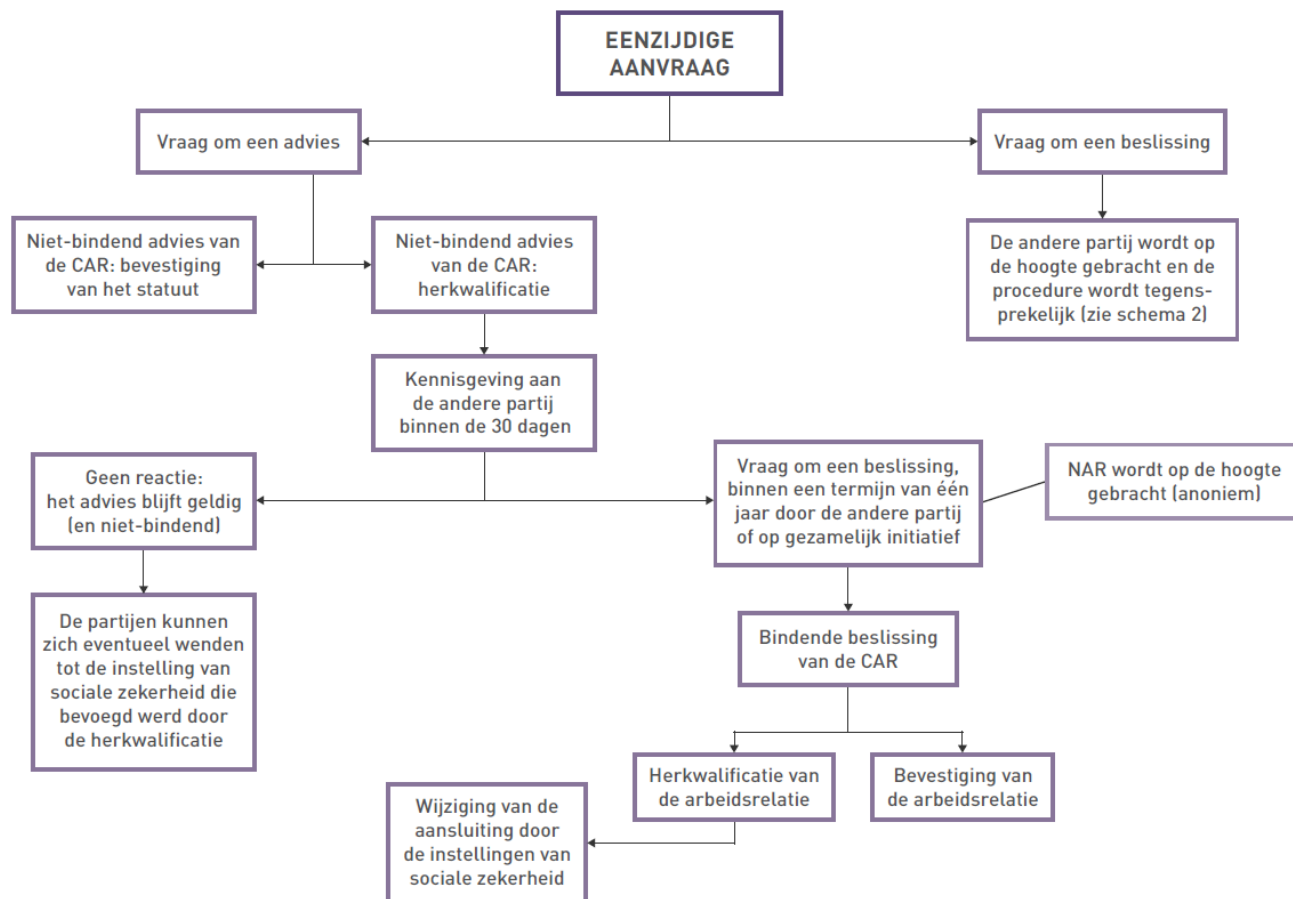 EENZIJDIGE
AANVRAAG
Vraag om een advies
Vraag om een beslissing
Niet-bindend advies van
de CAR: bevestiging
van het statuut
Niet-bindend advies
van de CAR:
herkwalificatie
De andere partij wordt op
de hoogte gebracht en de
procedure wordt tegens-
prekelijk (zie schema 2)
Kennisgeving aan
de andere partij
binnen de 30 dagen
Geen reactie:
het advies blijft geldig
(en niet-bindend)
Vraag om een beslissing,
binnen een termijn van één
jaar door de andere partij
of op gezamelijk initiatief
NAR wordt op de hoogte
gebracht (anoniem)
De partijen kunnen
zich eventueel wenden
tot de instelling van
sociale zekerheid die
bevoegd werd door
de herkwalificatie
Bindende beslissing
van de CAR
Herkwalificatie van
de arbeidsrelatie
Bevestiging van
de arbeidsrelatie
Wijziging van de
aansluiting door
de instellingen van
sociale zekerheid